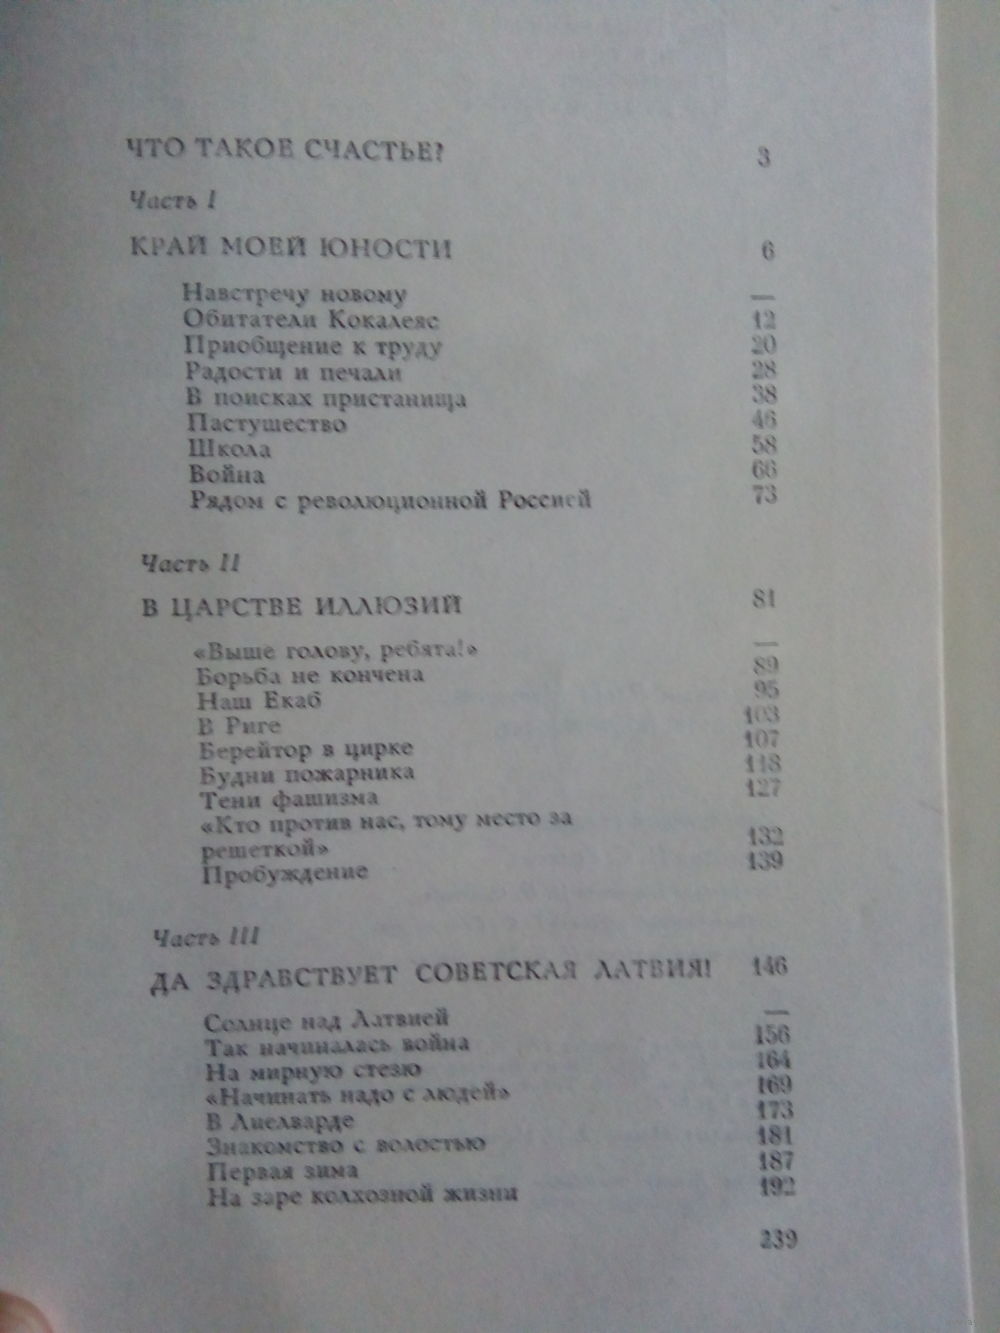 ЧТО ТАКОЕ СЧАСТЬЕ? 3
Часть I
КРАЙ МОЕЙ ЮНОСТИ 6
Навстречу новому —
Обитатели Кокалеяс 12
Приобщение к труду 20
Радости и печали 28
В поисках пристанища 38
Пастушество 46
Школа 58
Война 66
Рядом с революционной Россией 73
Часть II
В ЦАРСТВЕ ИЛЛЮЗИЙ 81
«Выше голову, ребята!» —
Борьба не кончена 89
Наш Екаб 95
В Риге 103
Берейтор в цирке 107
Будни пожарника 118
Тени фашизма 127
«Кто против нас, тому место за
решеткой» 132
Пробуждение 139
Часть III
ДА ЗДРАВСТВУЕТ СОВЕТСКАЯ ЛАТВИЯ! 146
Солнце над Латвией —
Так начиналась война 156
На мирную стезю 164
«Начинать надо с людей» 169
В Лиелварде 173
Знакомство с волостью 181
Первая зима 187
На заре колхозной жизни 192
239